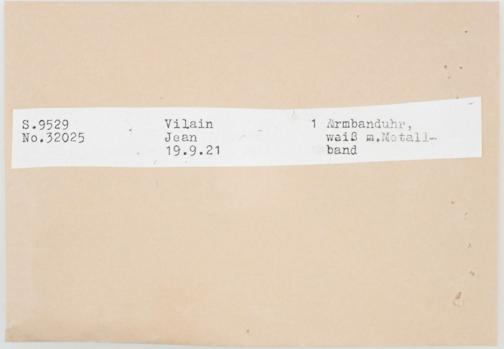 S.9529 Vilain 1 Armbanduhr,
No.32025 Jean weiß m.Metall-
19.9.21 band